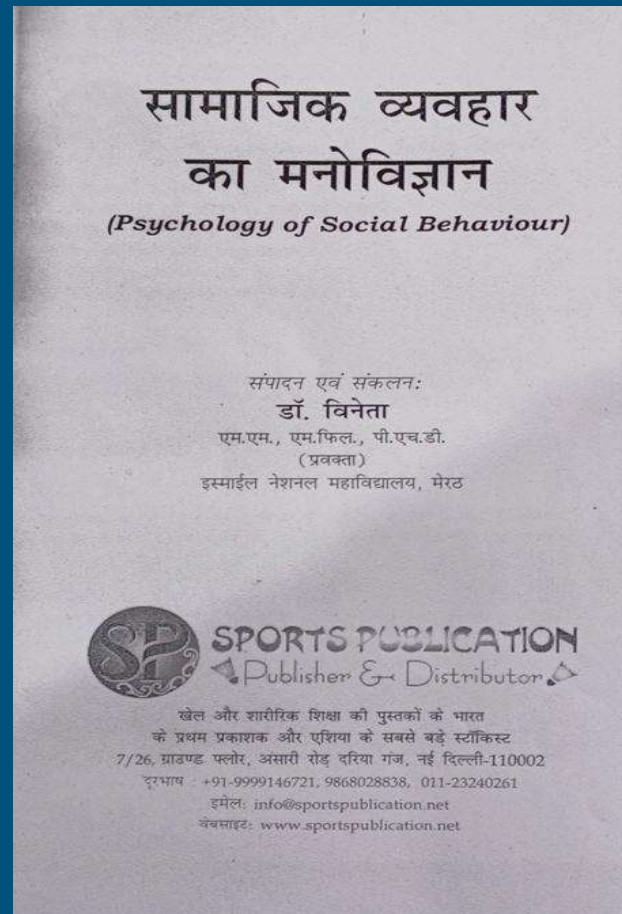 सामाजिक व्यवहार
का मनोविज्ञान
(Psychology of Social Behaviour)
संपादन एवं संकलन:
डॉ. विनेता
एम.एम., एम.फिल., पी.एच.डी.
(प्रवक्ता)
इस्माईल नेशनल महाविद्यालय, मेरठ
SP
SPORTS PUBLICATION
Publisher & Distributor
खेल और शारीरिक शिक्षा की पुस्तकों के भारत
के प्रथम प्रकाशक और एशिया के सबसे बड़े स्टॉकिस्ट
7/26, ग्राउण्ड फ्लोर, अंसारी रोड़ दरिया गंज, नई दिल्ली-110002
दूरभाष : +91-9999146721, 9868028838, 011-23240261
इमेल: info@sportspublication.net
वेबसाइट: www.sportspublication.net